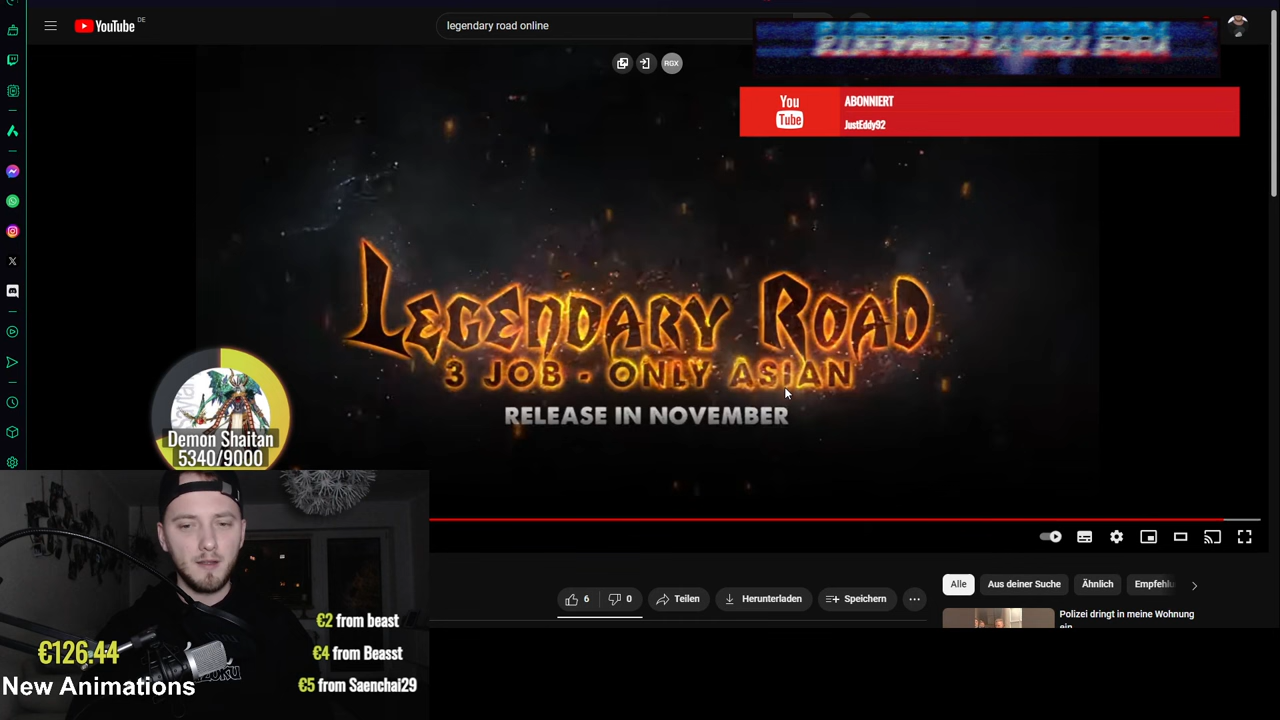 YouTube DE
legendary road online
RGX
You
Tube
ABONNIERT
JustEddy92
LEGENDARY ROAD
3 JOB - ONLY ASIAN
RELEASE IN NOVEMBER
Demon Shaitan
5340/9000
6
0
Teilen
Herunterladen
Speichern
Alle
Aus deiner Suche
Ähnlich
Polizei dringt in meine Wohnung
ein
€2 from beast
€4 from Beasst
€5 from Saenchai29
€126.44
New Animations